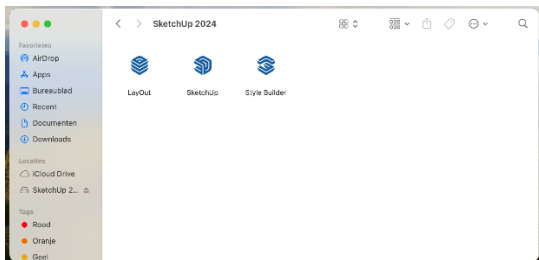 SketchUp 2024
Favorieten
AirDrop
Apps
Bureaublad
Recent
Documenten
Downloads
Locaties
iCloud Drive
SketchUp 2...
Tags
Rood
Oranje
Geel
LayOut
SketchUp
Style Builder